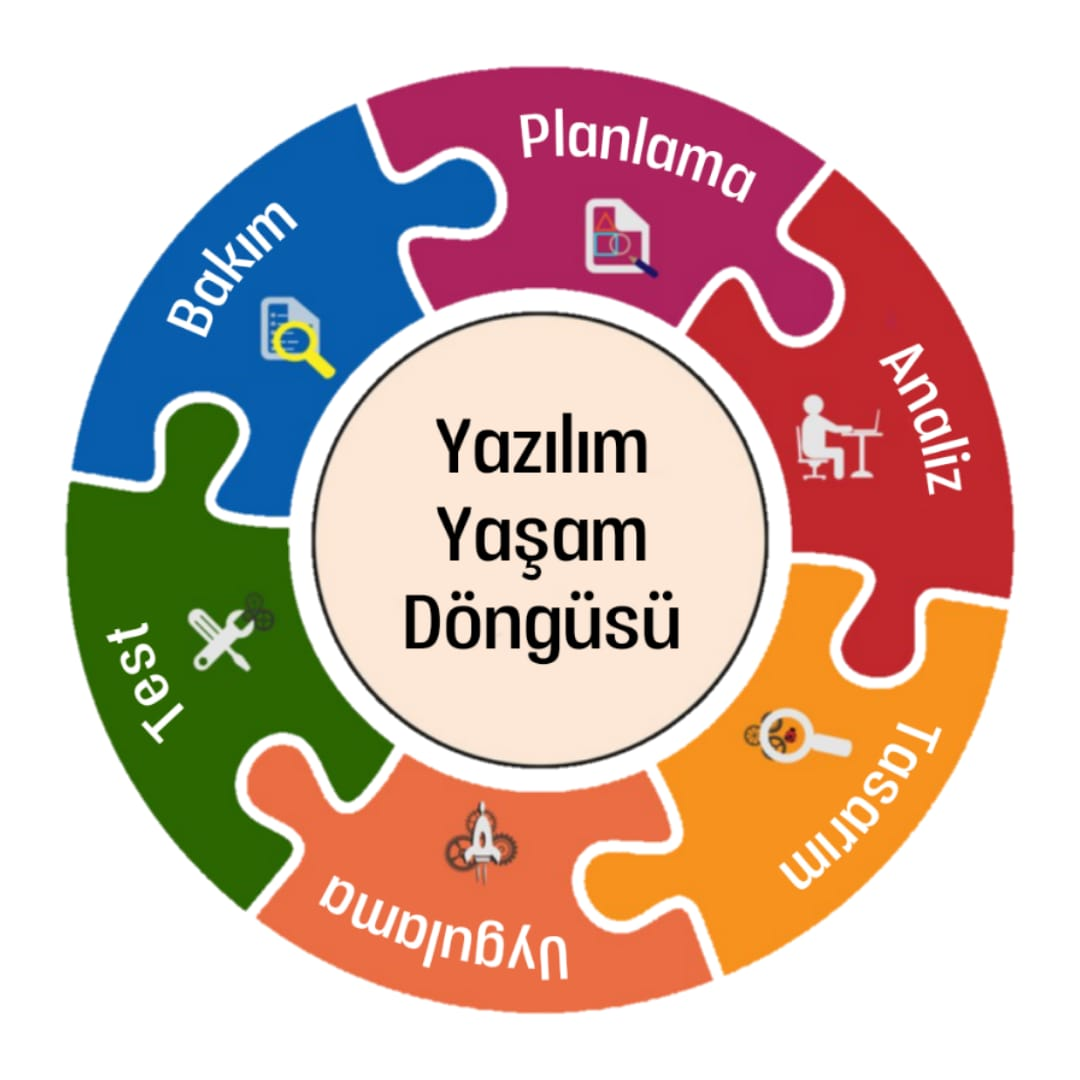 Yazılım
Yaşam
Döngüsü
Planlama
Analiz
Tasarım
Uygulama
Test
Bakım